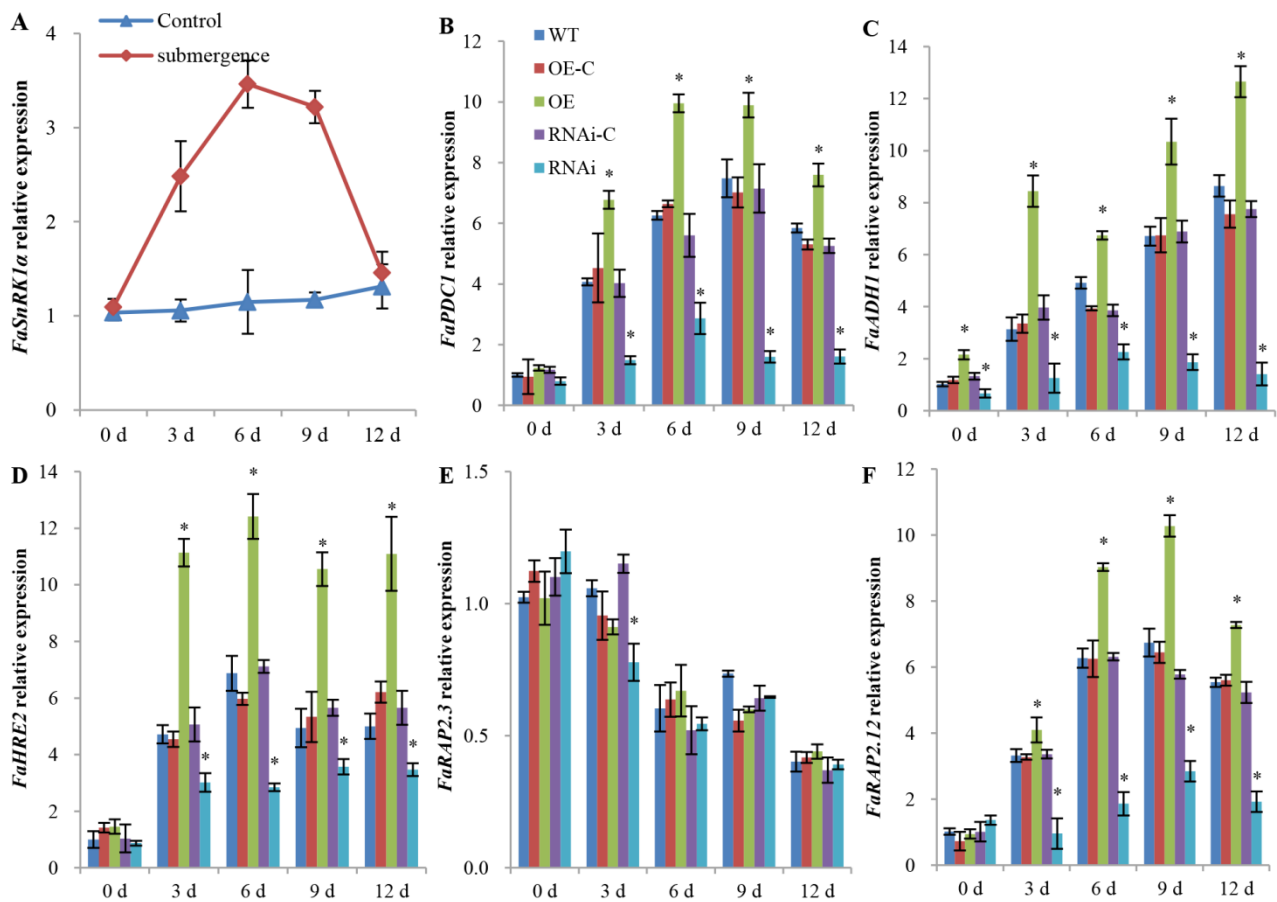 A
Control
submergence
FaSnRK1α relative expression
4
3
2
1
0
0 d 3 d 6 d 9 d 12 d
B
WT
OE-C
OE
RNAi-C
RNAi
FaPDC1 relative expression
12
10
8
6
4
2
0
* * * *
* * * *
0 d 3 d 6 d 9 d 12 d
C
FaADH1 relative expression
14
12
10
8
6
4
2
0
* * * * *
* * * * *
0 d 3 d 6 d 9 d 12 d
D
FaHRE2 relative expression
14
12
10
8
6
4
2
0
* * * *
* * * *
0 d 3 d 6 d 9 d 12 d
E
FaRAP2.3 relative expression
1.5
1.0
0.5
0.0
*
0 d 3 d 6 d 9 d 12 d
F
FaRAP2.12 relative expression
12
10
8
6
4
2
0
* * * *
* * * *
0 d 3 d 6 d 9 d 12 d